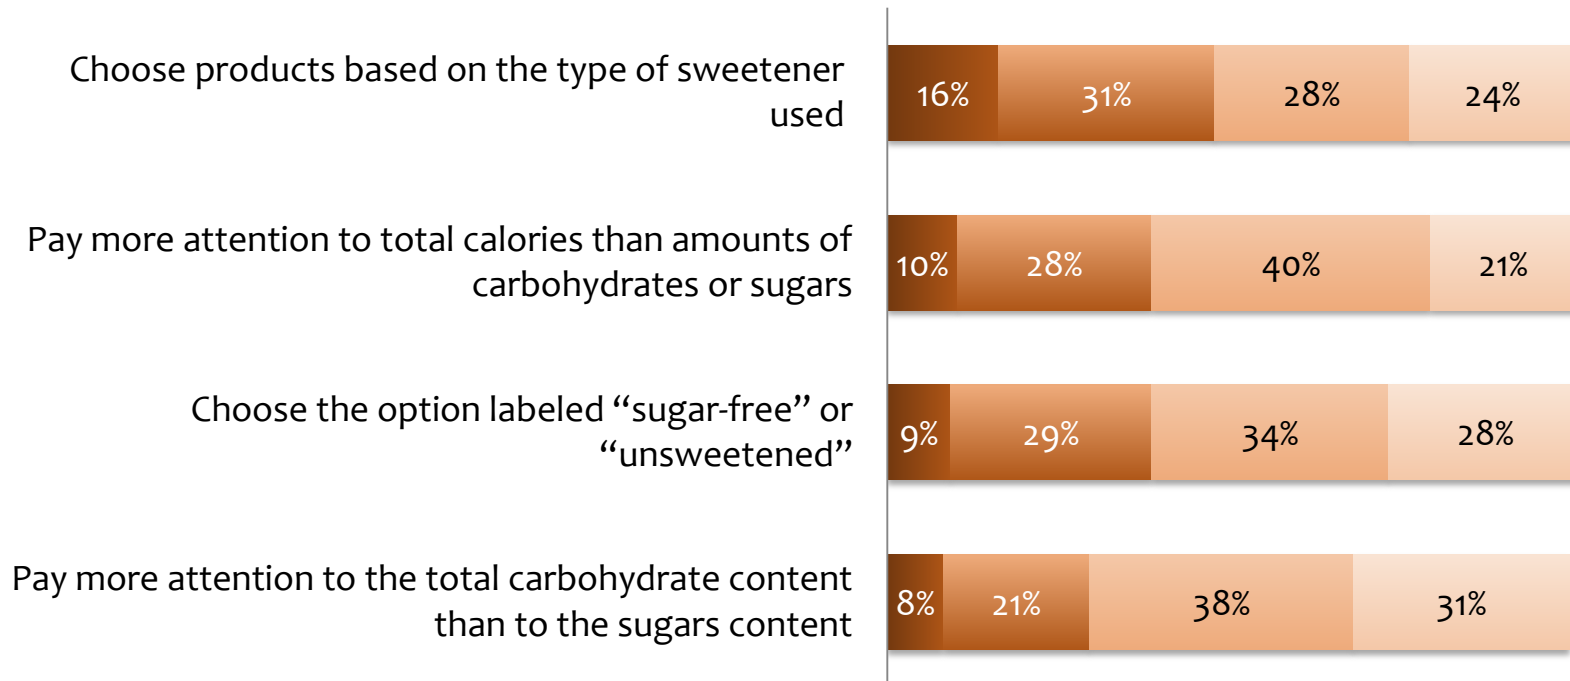 Choose products based on the type of sweetener
used
16% 31% 28% 24%
Pay more attention to total calories than amounts of
carbohydrates or sugars
10% 28% 40% 21%
Choose the option labeled “sugar-free” or
“unsweetened”
9% 29% 34% 28%
Pay more attention to the total carbohydrate content
than to the sugars content
8% 21% 38% 31%